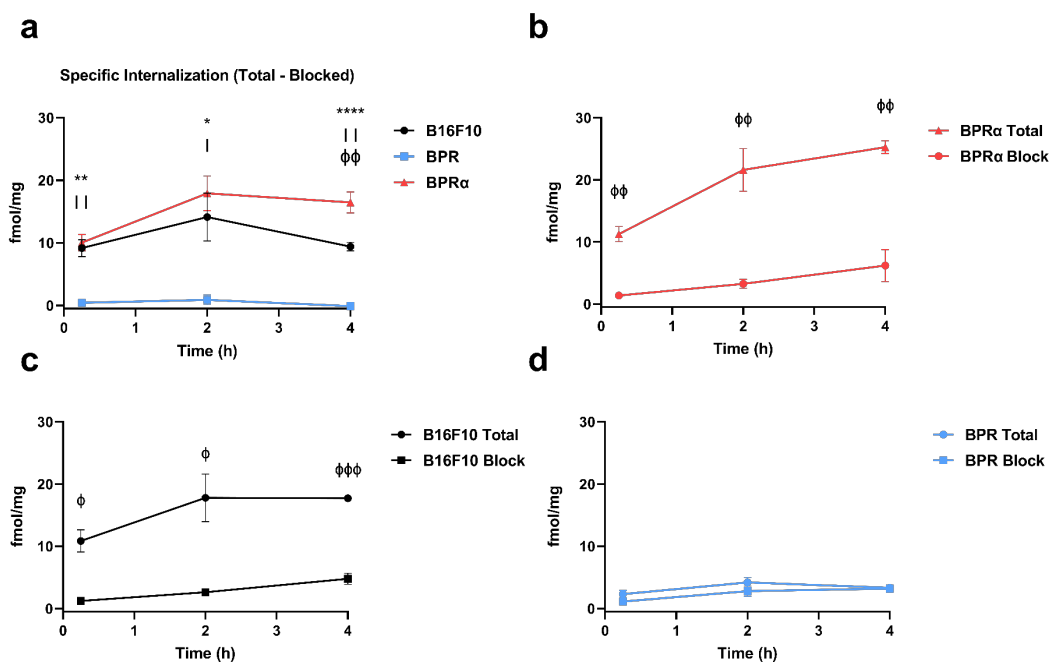 a
Specific Internalization (Total - Blocked)
fmol/mg
30
20
10
0
0 1 2 3 4
Time (h)
**
| |
*
|
****
| |
ϕϕ
B16F10
BPR
BPRα
b
fmol/mg
30
20
10
0
0 1 2 3 4
Time (h)
ϕϕ
ϕϕ
ϕϕ
BPRα Total
BPRα Block
c
fmol/mg
30
20
10
0
0 1 2 3 4
Time (h)
ϕ
ϕ
ϕϕϕ
B16F10 Total
B16F10 Block
d
fmol/mg
30
20
10
0
0 1 2 3 4
Time (h)
BPR Total
BPR Block